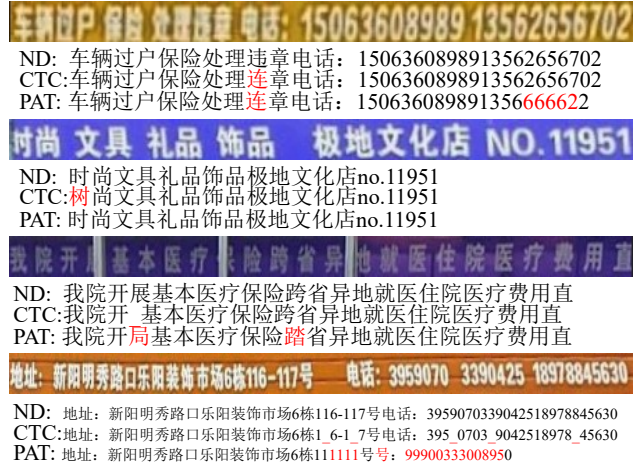 车辆过户 保险 处理违章 电话：15063608989 13562656702
ND: 车辆过户保险处理违章电话：1506360898913562656702
CTC:车辆过户保险处理连章电话：1506360898913562656702
PAT: 车辆过户保险处理连章电话：150636089891356666622
时尚 文具 礼品 饰品 极地文化店 NO.11951
ND: 时尚文具礼品饰品极地文化店no.11951
CTC:树尚文具礼品饰品极地文化店no.11951
PAT: 时尚文具礼品饰品极地文化店no.11951
我院开 基本医疗 险跨省异地就医住院医疗费用直
ND: 我院开展基本医疗保险跨省异地就医住院医疗费用直
CTC:我院开_基本医疗保险跨省异地就医住院医疗费用直
PAT: 我院开局基本医疗保险踏省异地就医住院医疗费用直
地址：新阳明秀路口乐阳装饰市场6栋116-117号 电话：3959070 3390425 18978845630
ND: 地址：新阳明秀路口乐阳装饰市场6栋116-117号电话：3959070339042518978845630
CTC:地址：新阳明秀路口乐阳装饰市场6栋1_6-1_7号电话：395_0703_9042518978_45630
PAT: 地址：新阳明秀路口乐阳装饰市场6栋111111号号：99900333008950